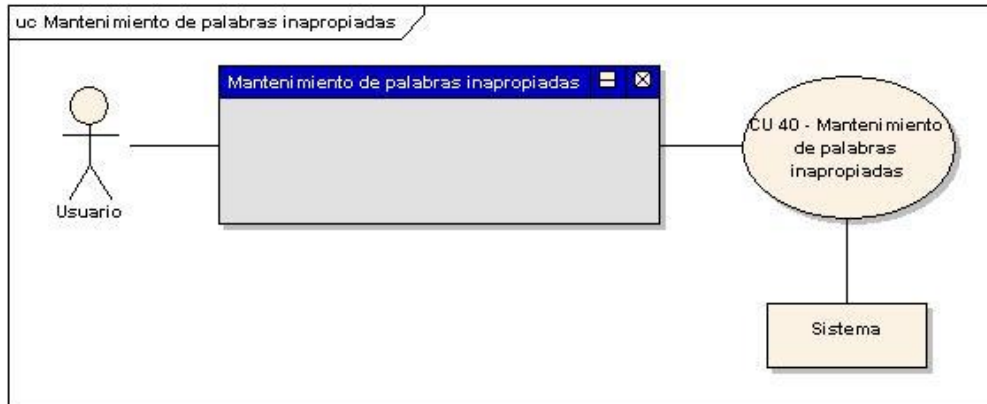 uc Mantenimiento de palabras inapropiadas
Mantenimiento de palabras inapropiadas
Usuario
CU 40 - Mantenimiento
de palabras
inapropiadas
Sistema